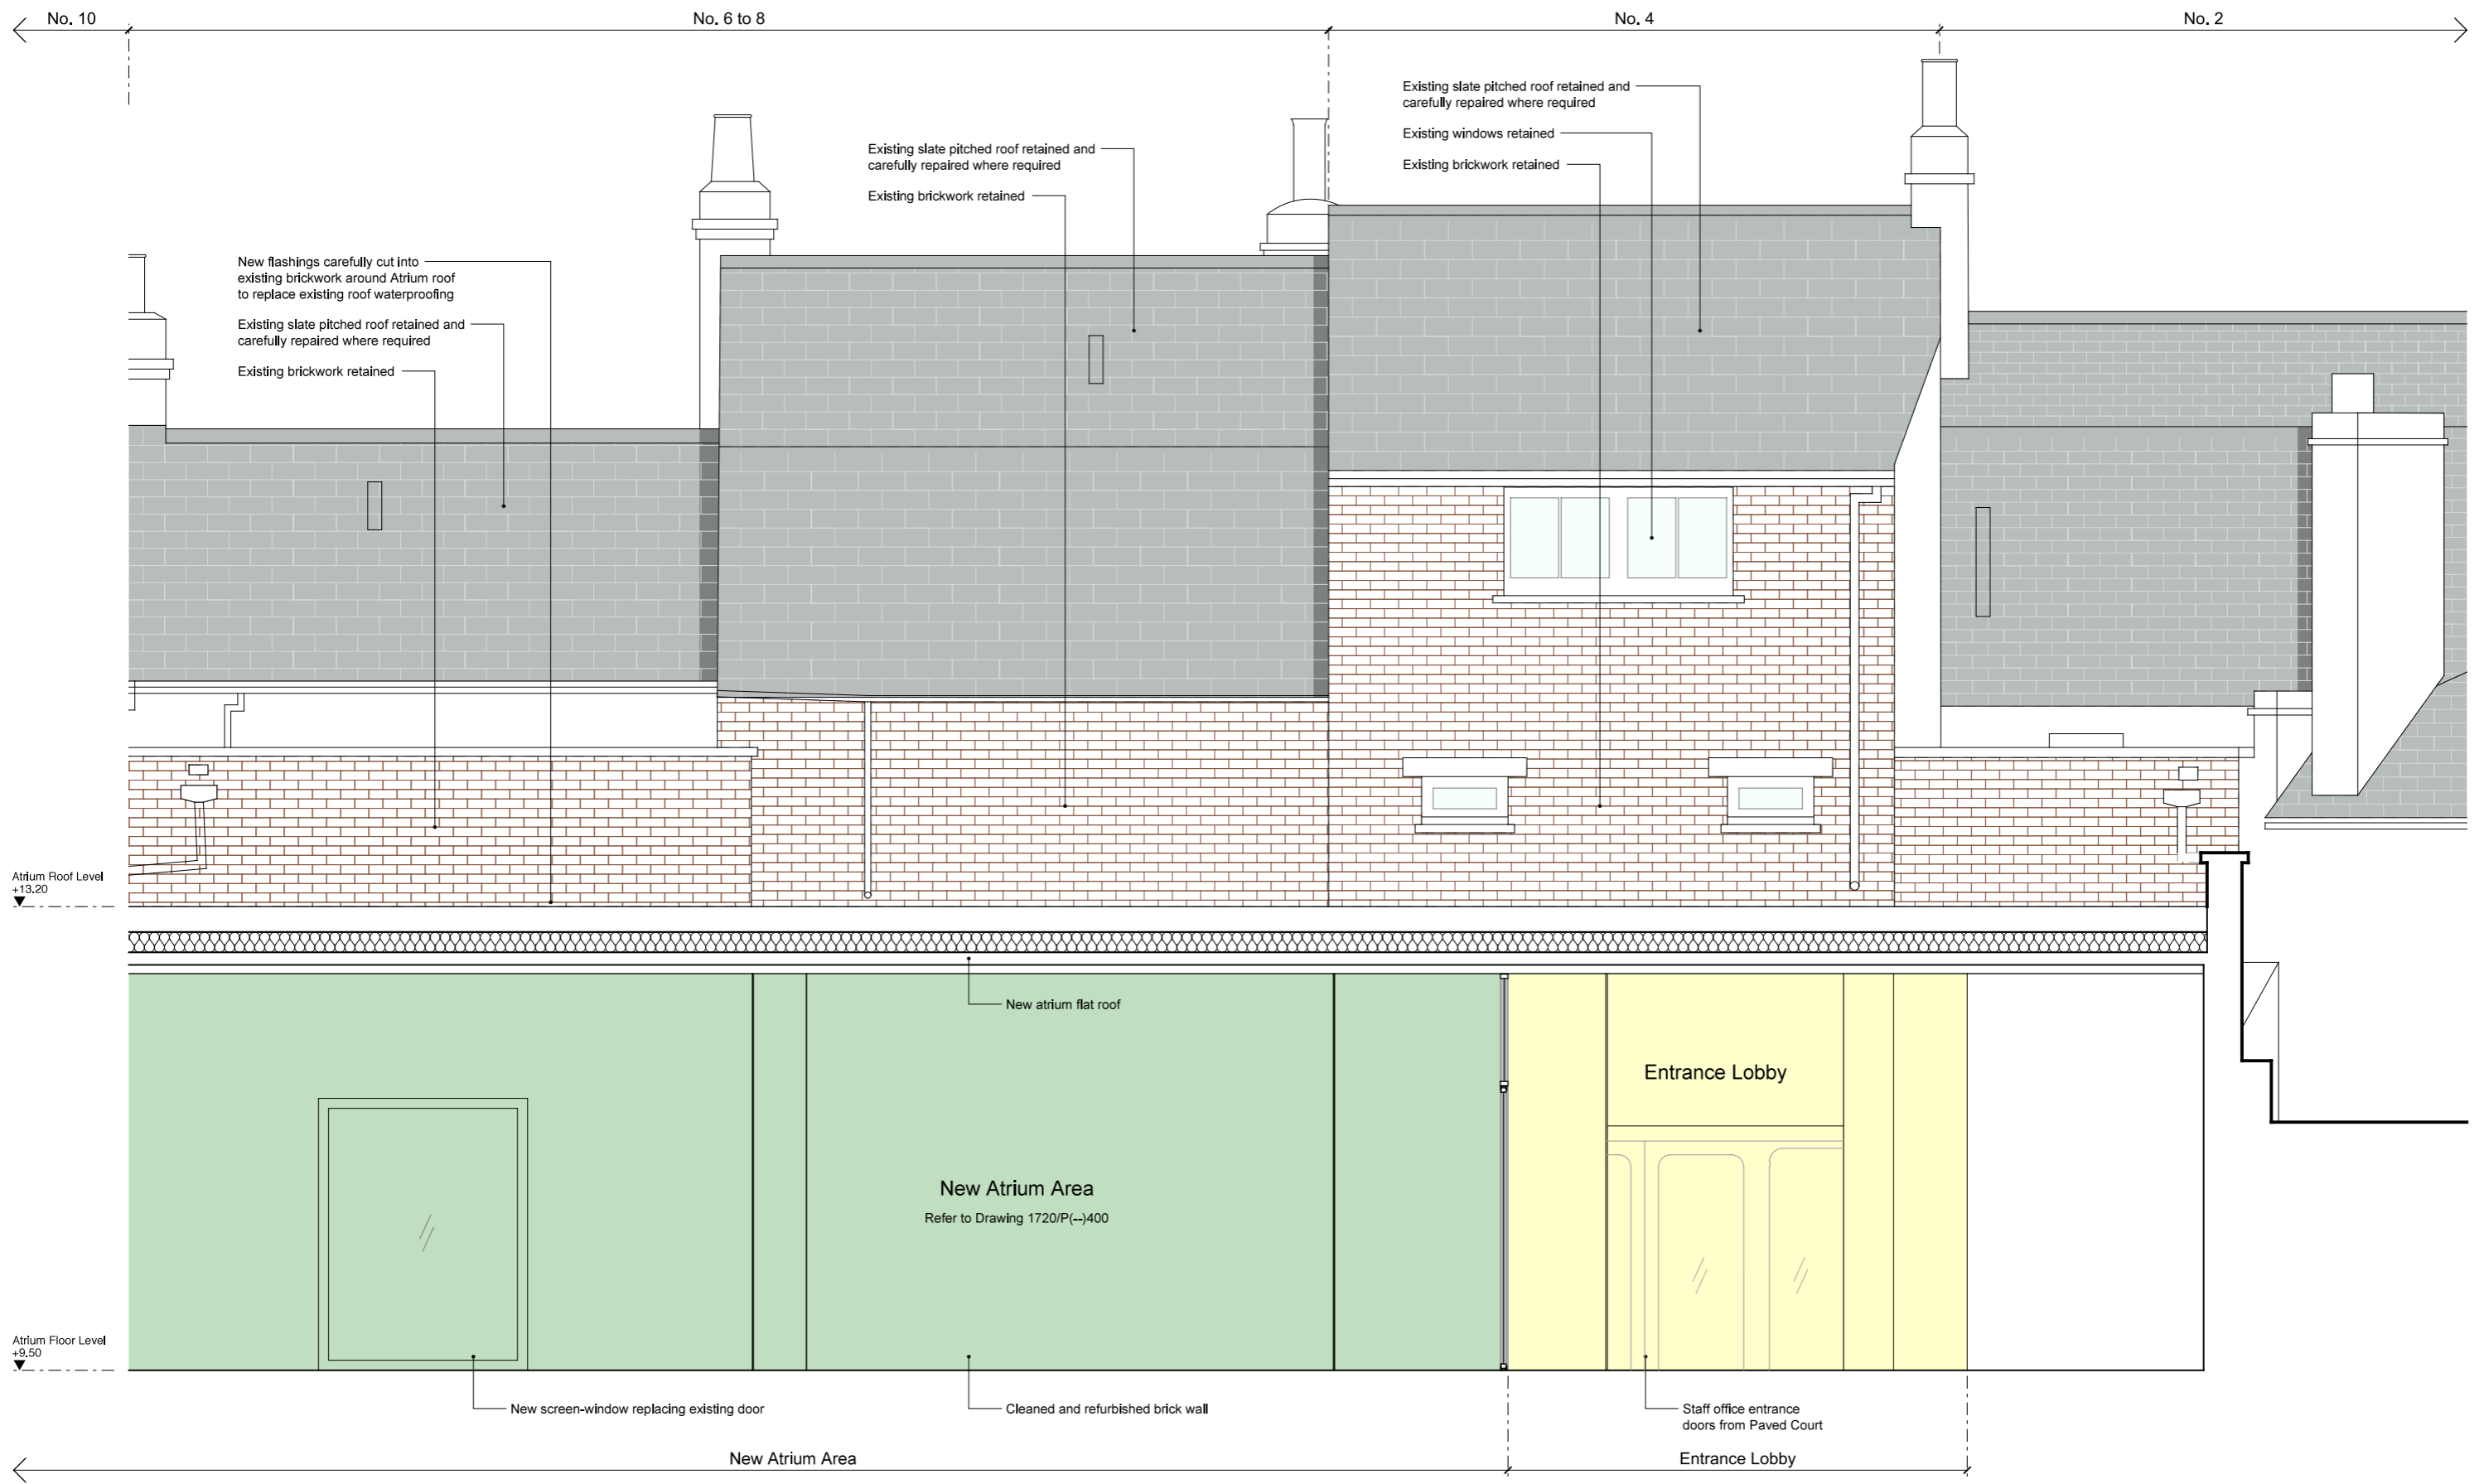 No. 10
No. 6 to 8
No. 4
No. 2
Existing slate pitched roof retained and
carefully repaired where required
Existing windows retained
Existing brickwork retained
Existing slate pitched roof retained and
carefully repaired where required
Existing brickwork retained
New flashings carefully cut into
existing brickwork around Atrium roof
to replace existing roof waterproofing
Existing slate pitched roof retained and
carefully repaired where required
Existing brickwork retained
Atrium Roof Level
+13.20
New atrium flat roof
Entrance Lobby
New Atrium Area
Refer to Drawing 1720/P(--)400
Atrium Floor Level
+9.50
New screen-window replacing existing door
Cleaned and refurbished brick wall
Staff office entrance
doors from Paved Court
New Atrium Area
Entrance Lobby